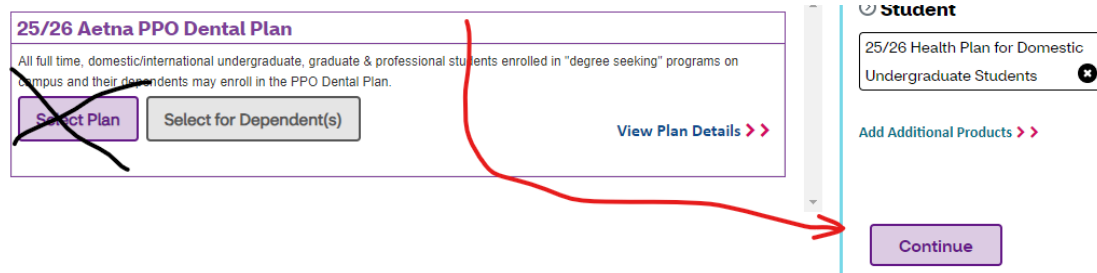 25/26 Aetna PPO Dental Plan
All full time, domestic/international undergraduate, graduate & professional students enrolled in "degree seeking" programs on
campus and their dependents may enroll in the PPO Dental Plan.
Select Plan
Select for Dependent(s)
View Plan Details
Student
25/26 Health Plan for Domestic
Undergraduate Students
Add Additional Products
Continue